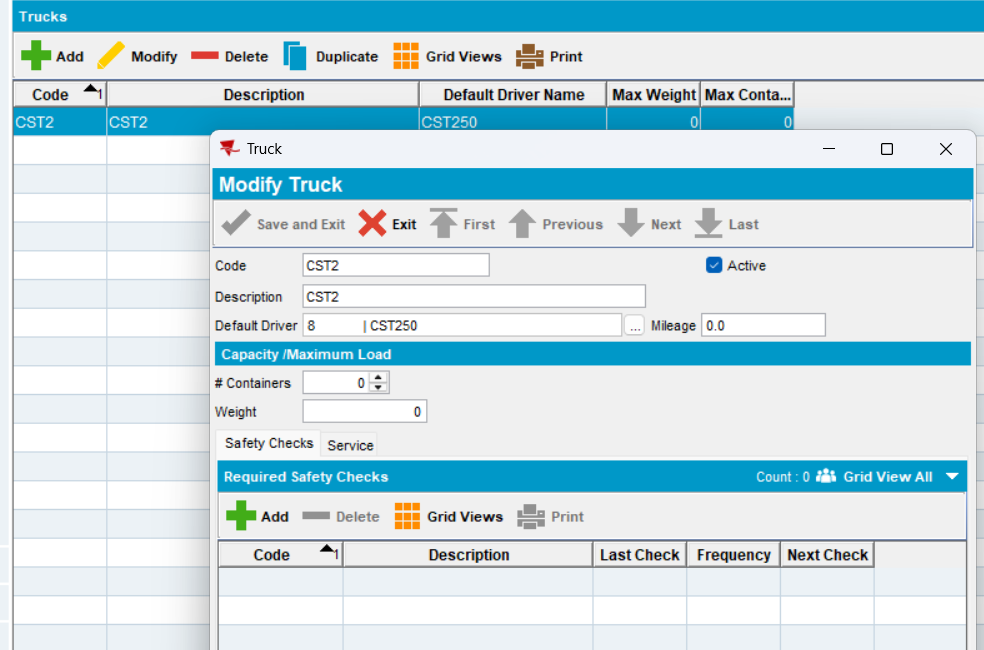 Trucks
Add Modify Delete Duplicate Grid Views Print
Code 1 Description Default Driver Name Max Weight Max Conta...
CST2 CST2 CST250 0 0
Truck
Modify Truck
Save and Exit Exit First Previous Next Last
Code CST2 Active
Description CST2
Default Driver 8 | CST250 ... Mileage 0.0
Capacity /Maximum Load
# Containers 0
Weight 0
Safety Checks Service
Required Safety Checks Count : 0 Grid View All
Add Delete Grid Views Print
Code 1 Description Last Check Frequency Next Check